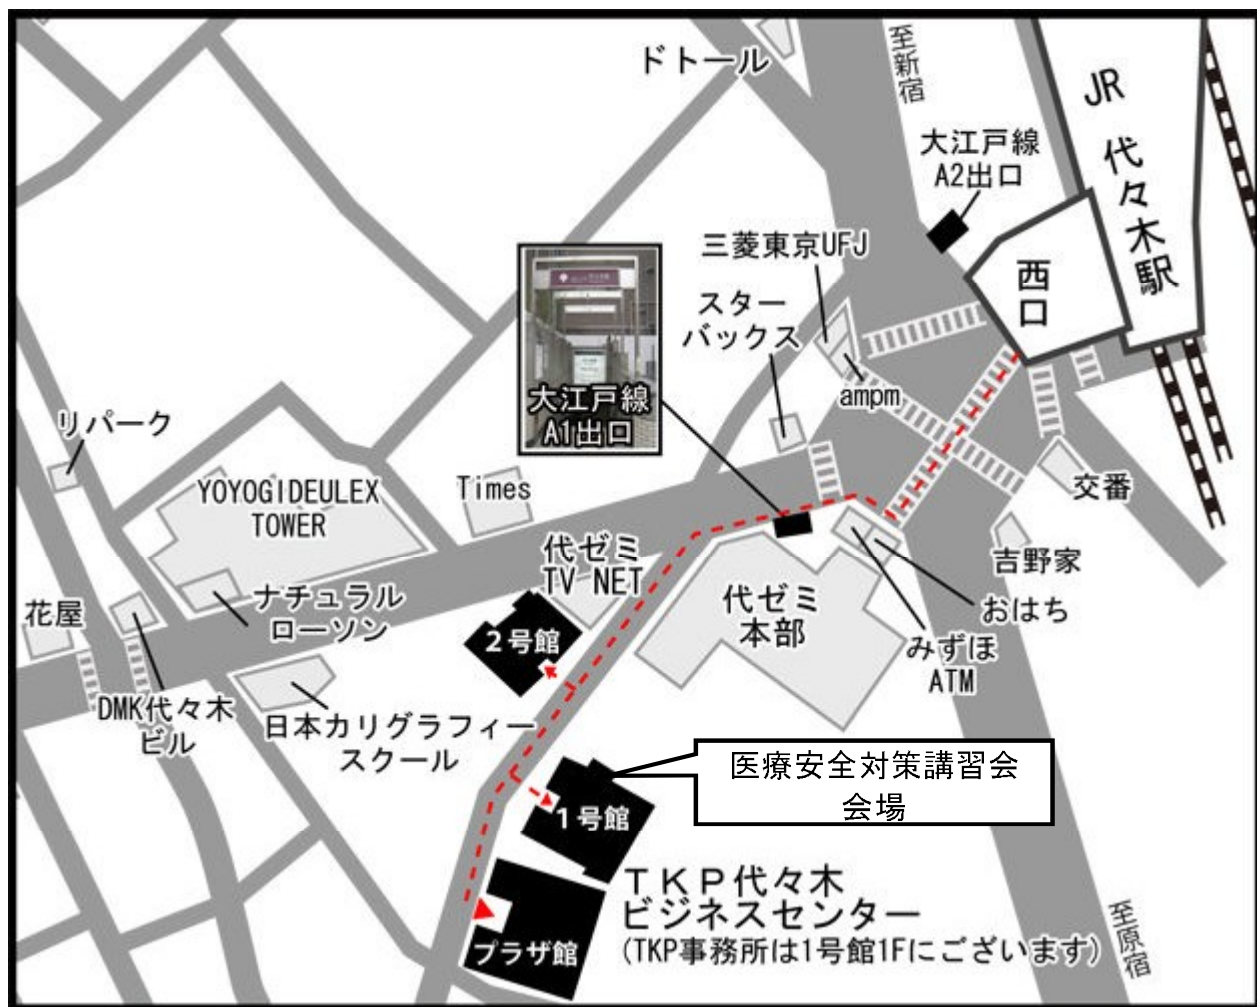 ドトール
至新宿
JR 代々木駅
大江戸線
A2出口
三菱東京UFJ
西口
スター
バックス
ampm
大江戸線
A1出口
リパーク
YOYOGIDEULEX
TOWER
Times
交番
代ゼミ
TV NET
吉野家
花屋
ナチュラル
ローソン
代ゼミ
本部
おはち
2号館
みずほ
ATM
DMK代々木
ビル
日本カリグラフィー
スクール
医療安全対策講習会
会場
1号館
TKP代々木
ビジネスセンター
(TKP事務所は1号館1Fにございます)
プラザ館
至原宿